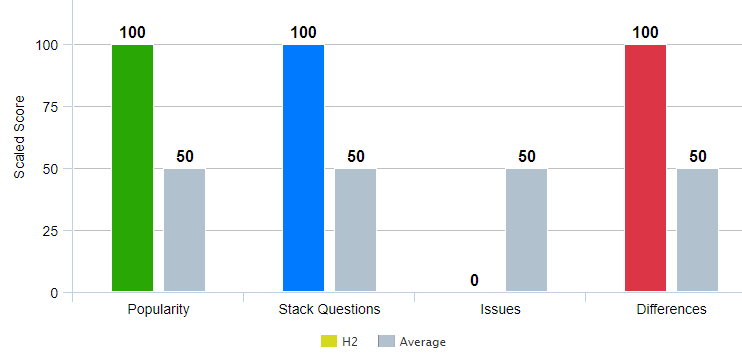 100
100
100
100
75
50
50
50
50
50
25
0
0
Scaled Score
Popularity
Stack Questions
Issues
Differences
H2
Average